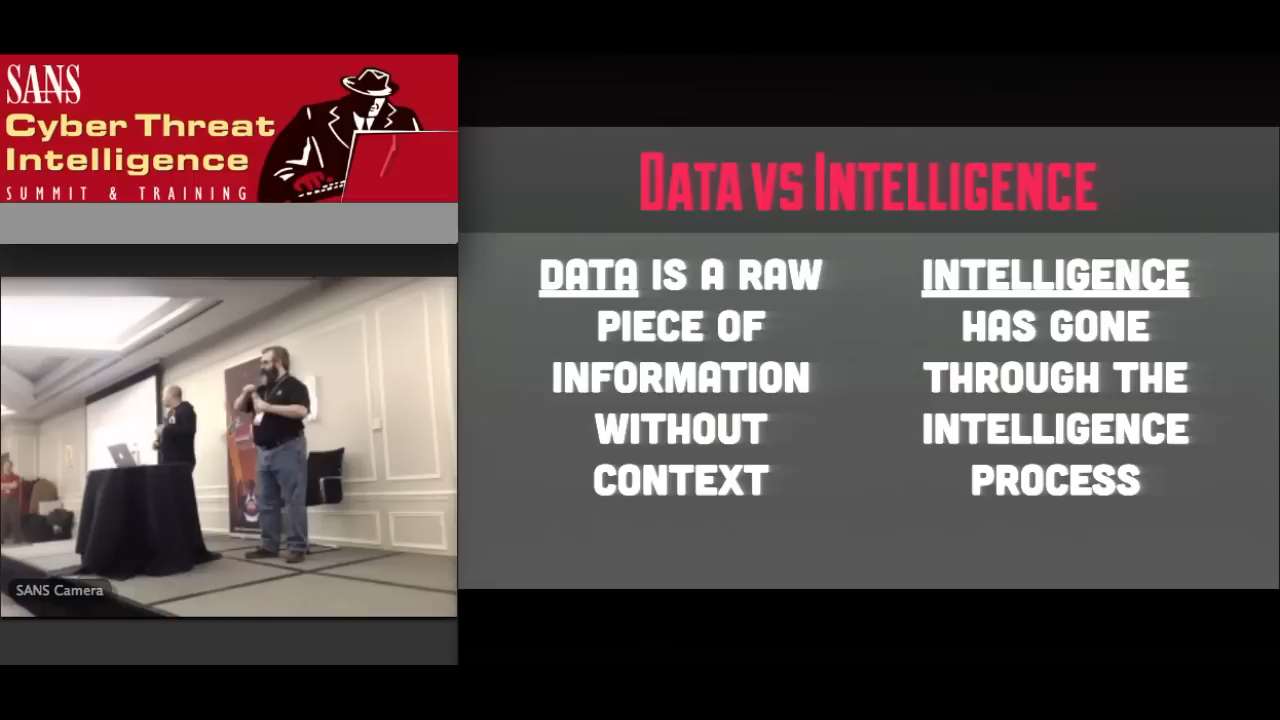 SANS
Cyber Threat
Intelligence
SUMMIT & TRAINING
DATA VS INTELLIGENCE
DATA IS A RAW
PIECE OF
INFORMATION
WITHOUT
CONTEXT
INTELLIGENCE
HAS GONE
THROUGH THE
INTELLIGENCE
PROCESS
SANS Camera